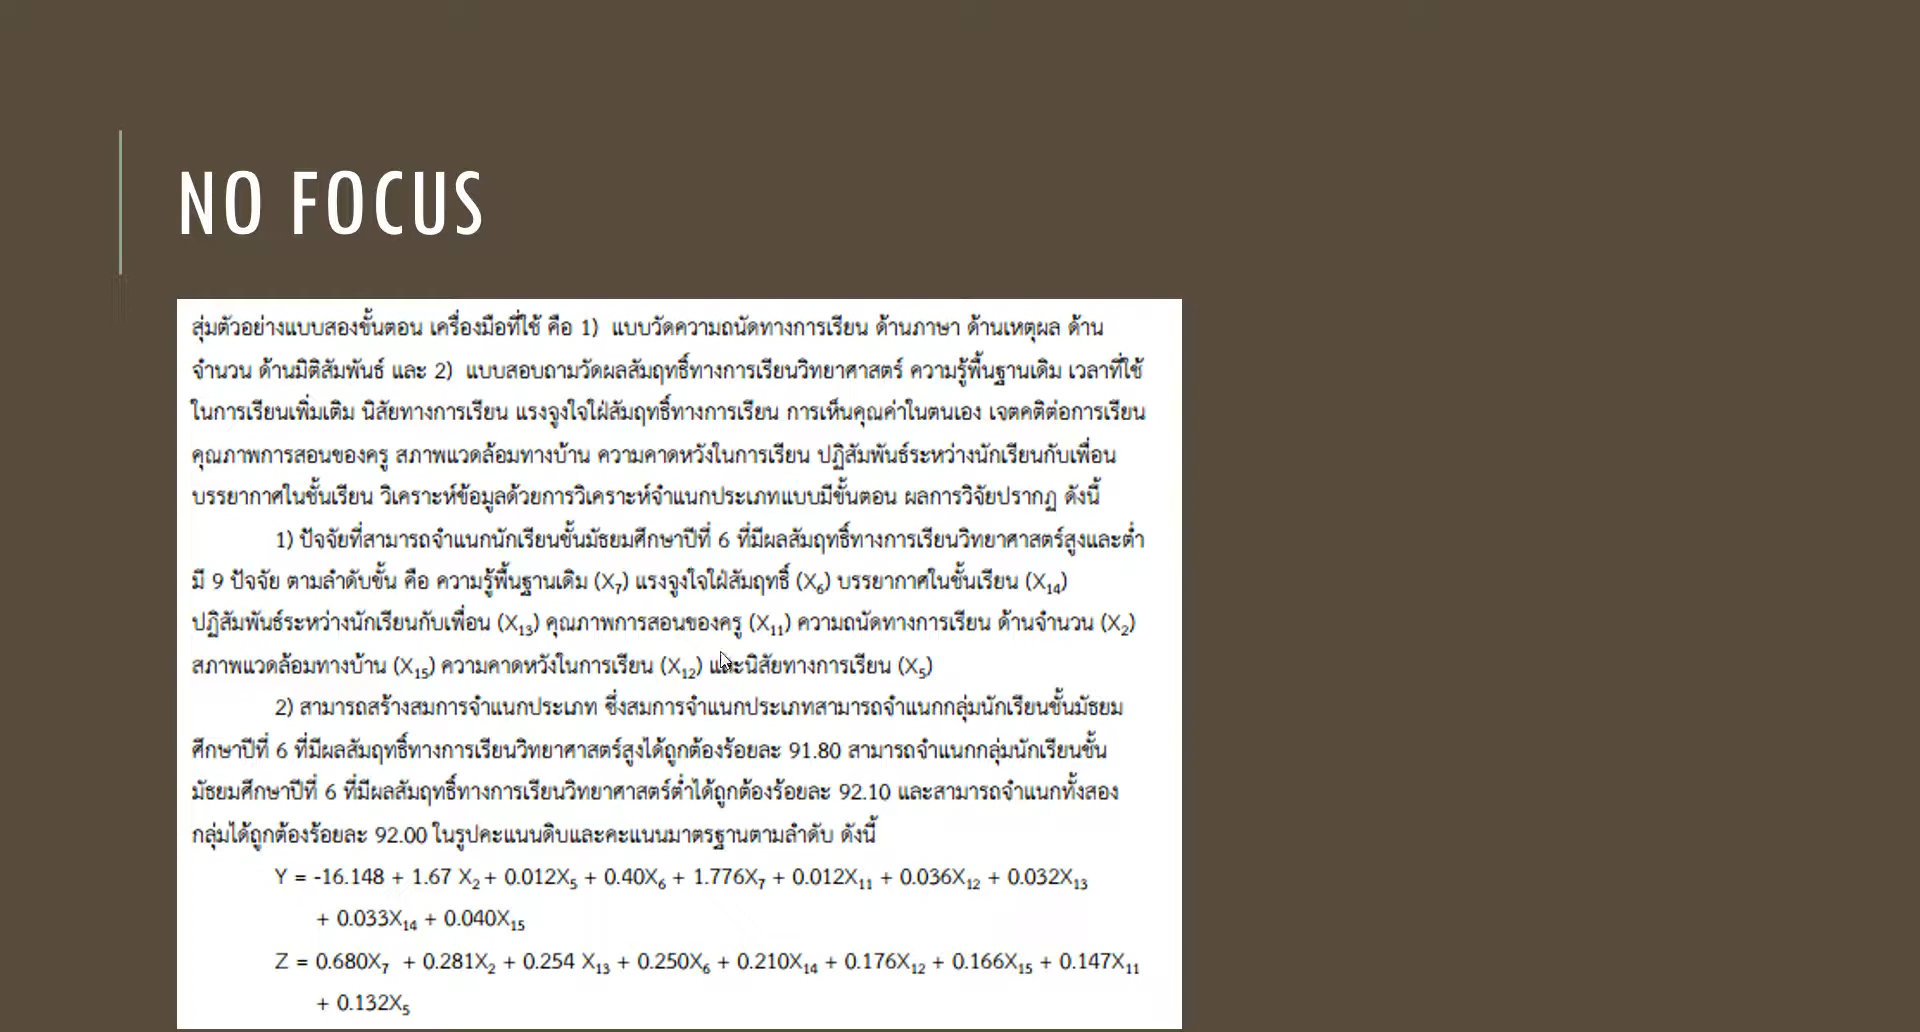 NO FOCUS
สุ่มตัวอย่างแบบสองขั้นตอน เครื่องมือที่ใช้ คือ 1) แบบวัดความถนัดทางการเรียน ด้านภาษา ด้านเหตุผล ด้าน
จำนวน ด้านมิติสัมพันธ์ และ 2) แบบสอบถามวัดผลสัมฤทธิ์ทางการเรียนวิทยาศาสตร์ ความรู้พื้นฐานเดิม เวลาที่ใช้
ในการเรียนเพิ่มเติม นิสัยทางการเรียน แรงจูงใจใฝ่สัมฤทธิ์ทางการเรียน การเห็นคุณค่าในตนเอง เจตคติต่อการเรียน
คุณภาพการสอนของครู สภาพแวดล้อมทางบ้าน ความคาดหวังในการเรียน ปฏิสัมพันธ์ระหว่างนักเรียนกับเพื่อน
บรรยากาศในชั้นเรียน วิเคราะห์ข้อมูลด้วยการวิเคราะห์จำแนกประเภทแบบมีขั้นตอน ผลการวิจัยปรากฏ ดังนี้
1) ปัจจัยที่สามารถจำแนกนักเรียนชั้นมัธยมศึกษาปีที่ 6 ที่มีผลสัมฤทธิ์ทางการเรียนวิทยาศาสตร์สูงและต่ำ
มี 9 ปัจจัย ตามลำดับขั้น คือ ความรู้พื้นฐานเดิม (X₇) แรงจูงใจใฝ่สัมฤทธิ์ (X₆) บรรยากาศในชั้นเรียน (X₁₄)
ปฏิสัมพันธ์ระหว่างนักเรียนกับเพื่อน (X₁₃) คุณภาพการสอนของครู (X₁₁) ความถนัดทางการเรียน ด้านจำนวน (X₂)
สภาพแวดล้อมทางบ้าน (X₁₅) ความคาดหวังในการเรียน (X₁₂) และนิสัยทางการเรียน (X₅)
2) สามารถสร้างสมการจำแนกประเภท ซึ่งสมการจำแนกประเภทสามารถจำแนกกลุ่มนักเรียนชั้นมัธยม
ศึกษาปีที่ 6 ที่มีผลสัมฤทธิ์ทางการเรียนวิทยาศาสตร์สูงได้ถูกต้องร้อยละ 91.80 สามารถจำแนกกลุ่มนักเรียนชั้น
มัธยมศึกษาปีที่ 6 ที่มีผลสัมฤทธิ์ทางการเรียนวิทยาศาสตร์ต่ำได้ถูกต้องร้อยละ 92.10 และสามารถจำแนกทั้งสอง
กลุ่มได้ถูกต้องร้อยละ 92.00 ในรูปคะแนนดิบและคะแนนมาตรฐานตามลำดับ ดังนี้
Y = -16.148 + 1.67 X₂ + 0.012X₅ + 0.40X₆ + 1.776X₇ + 0.012X₁₁ + 0.036X₁₂ + 0.032X₁₃
+ 0.033X₁₄ + 0.040X₁₅
Z = 0.680X₇ + 0.281X₂ + 0.254 X₁₃ + 0.250X₆ + 0.210X₁₄ + 0.176X₁₂ + 0.166X₁₅ + 0.147X₁₁
+ 0.132X₅